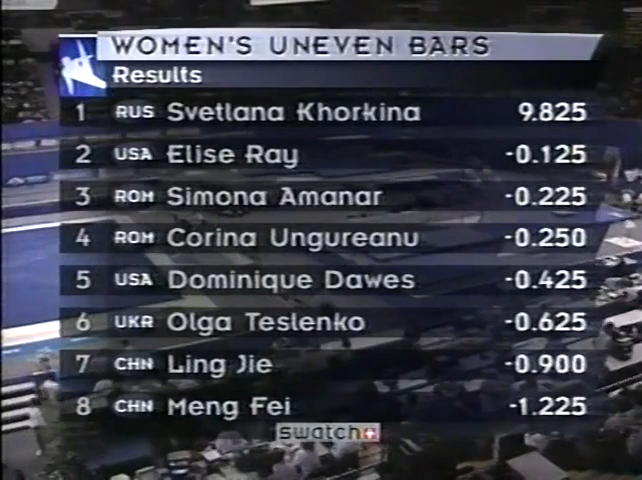 WOMEN'S UNEVEN BARS
Results
1 RUS Svetlana Khorkina 9.825
2 USA Elise Ray -0.125
3 ROM Simona Amanar -0.225
4 ROM Corina Ungureanu -0.250
5 USA Dominique Dawes -0.425
6 UKR Olga Teslenko -0.625
7 CHN Ling Jie -0.900
8 CHN Meng Fei -1.225
swatch